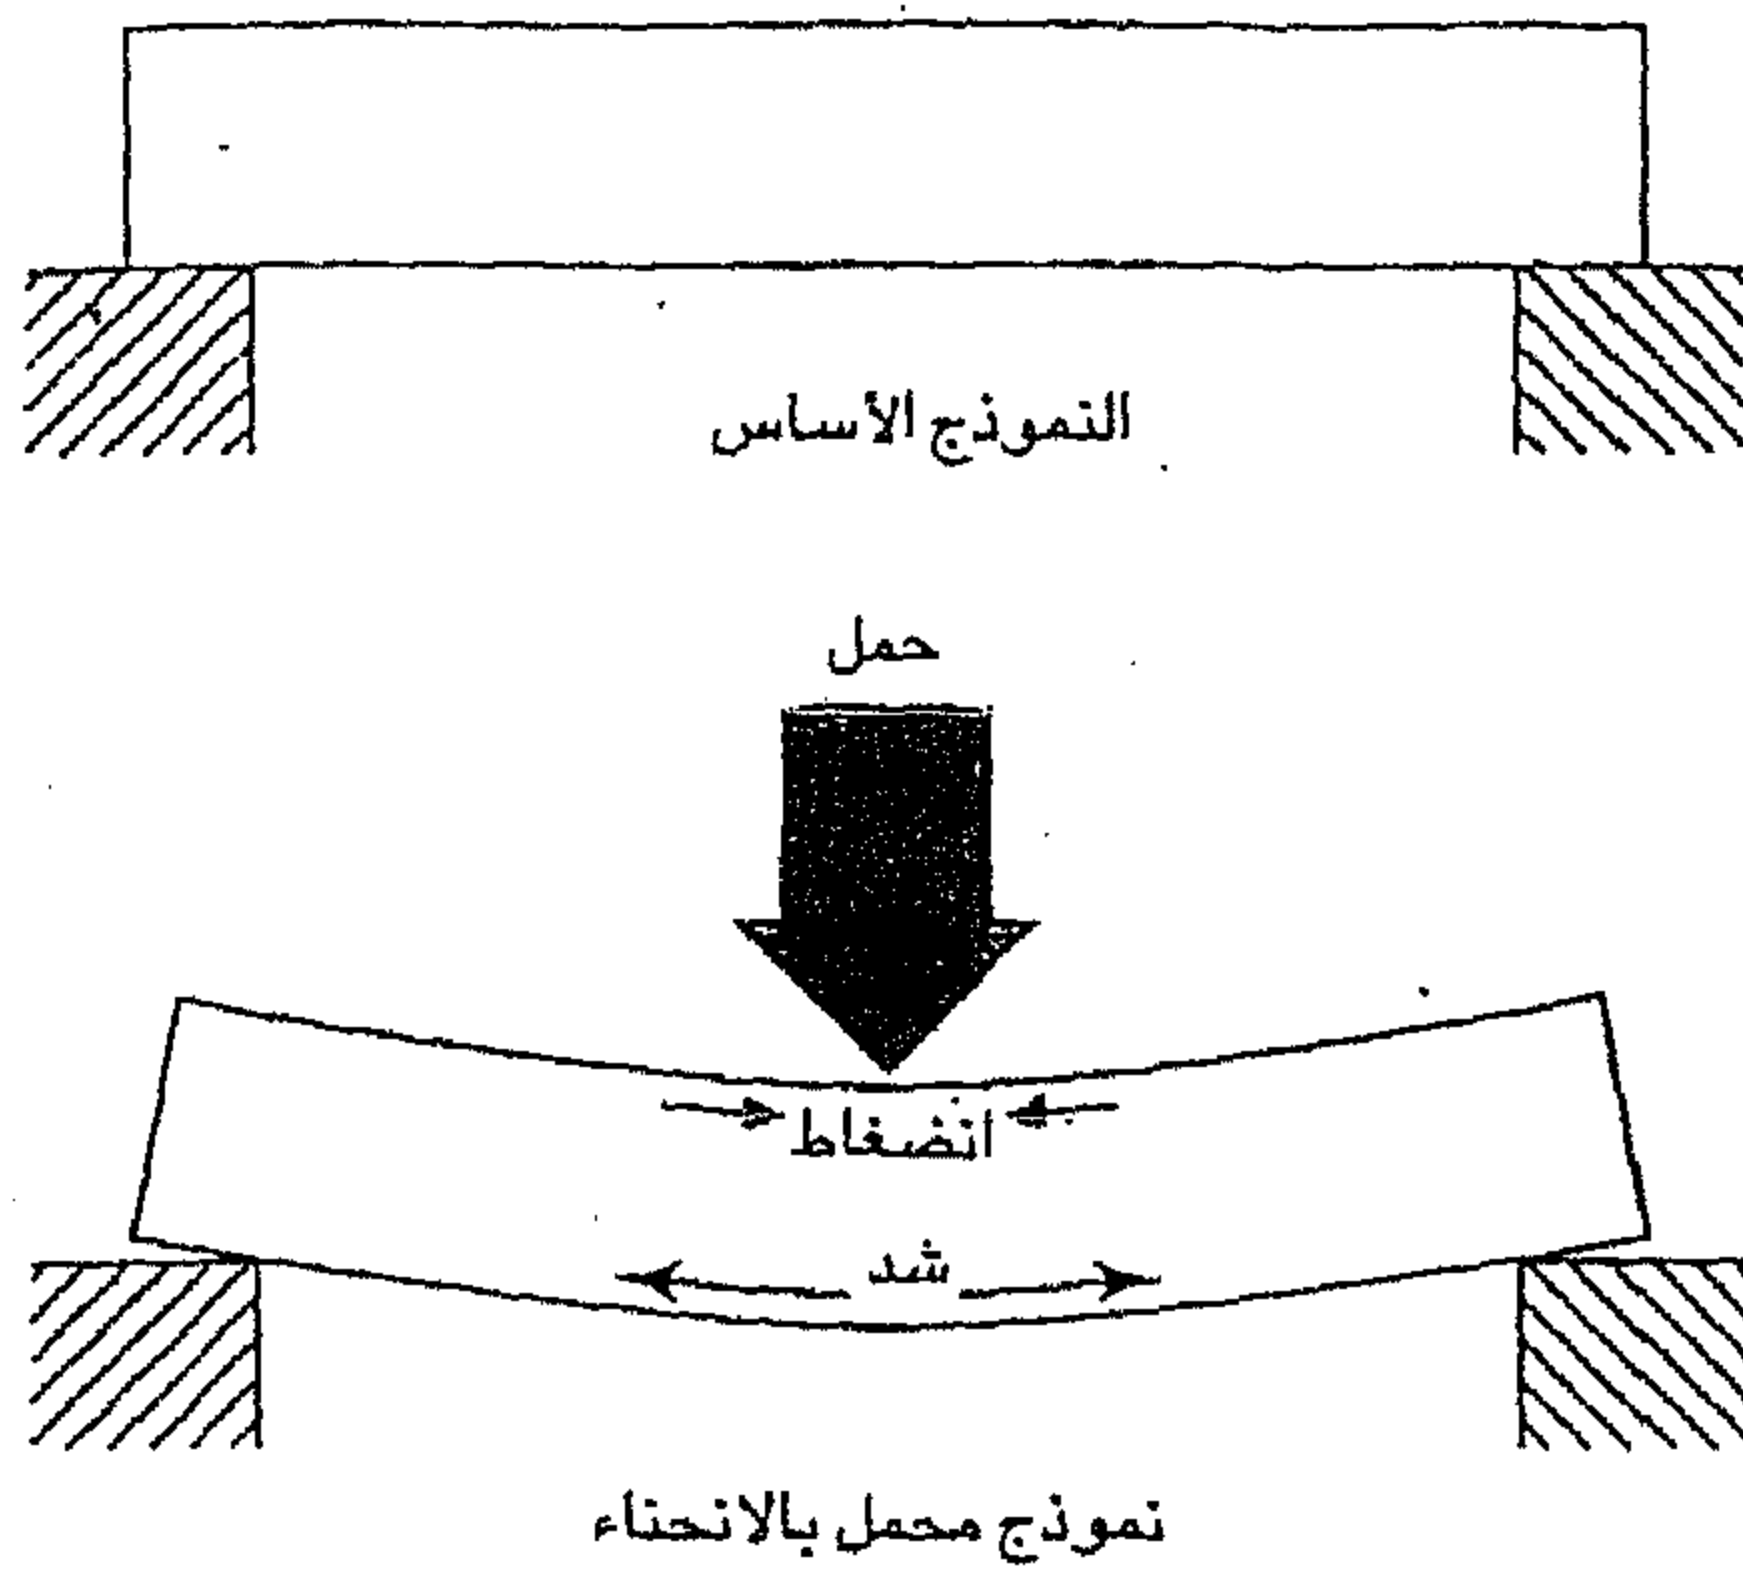 النموذج الأساس
حمل
انضغاط
شد
نموذج محمل بالانحناء